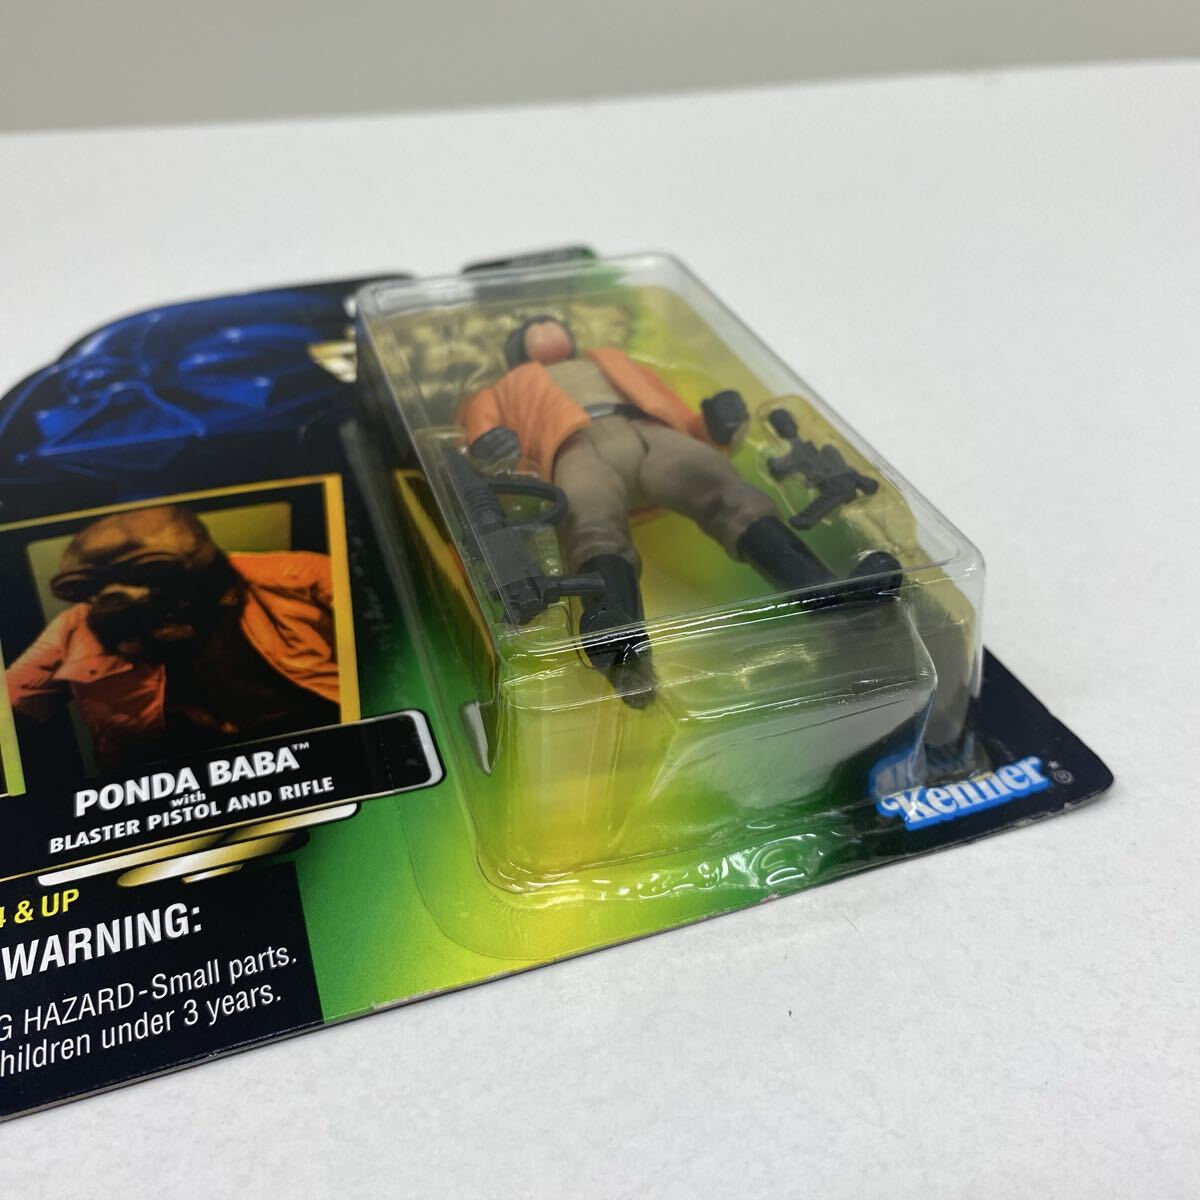 PONDA BABA™
with
BLASTER PISTOL AND RIFLE
4 & UP
WARNING:
G HAZARD-Small parts.
hildren under 3 years.
Kenner®